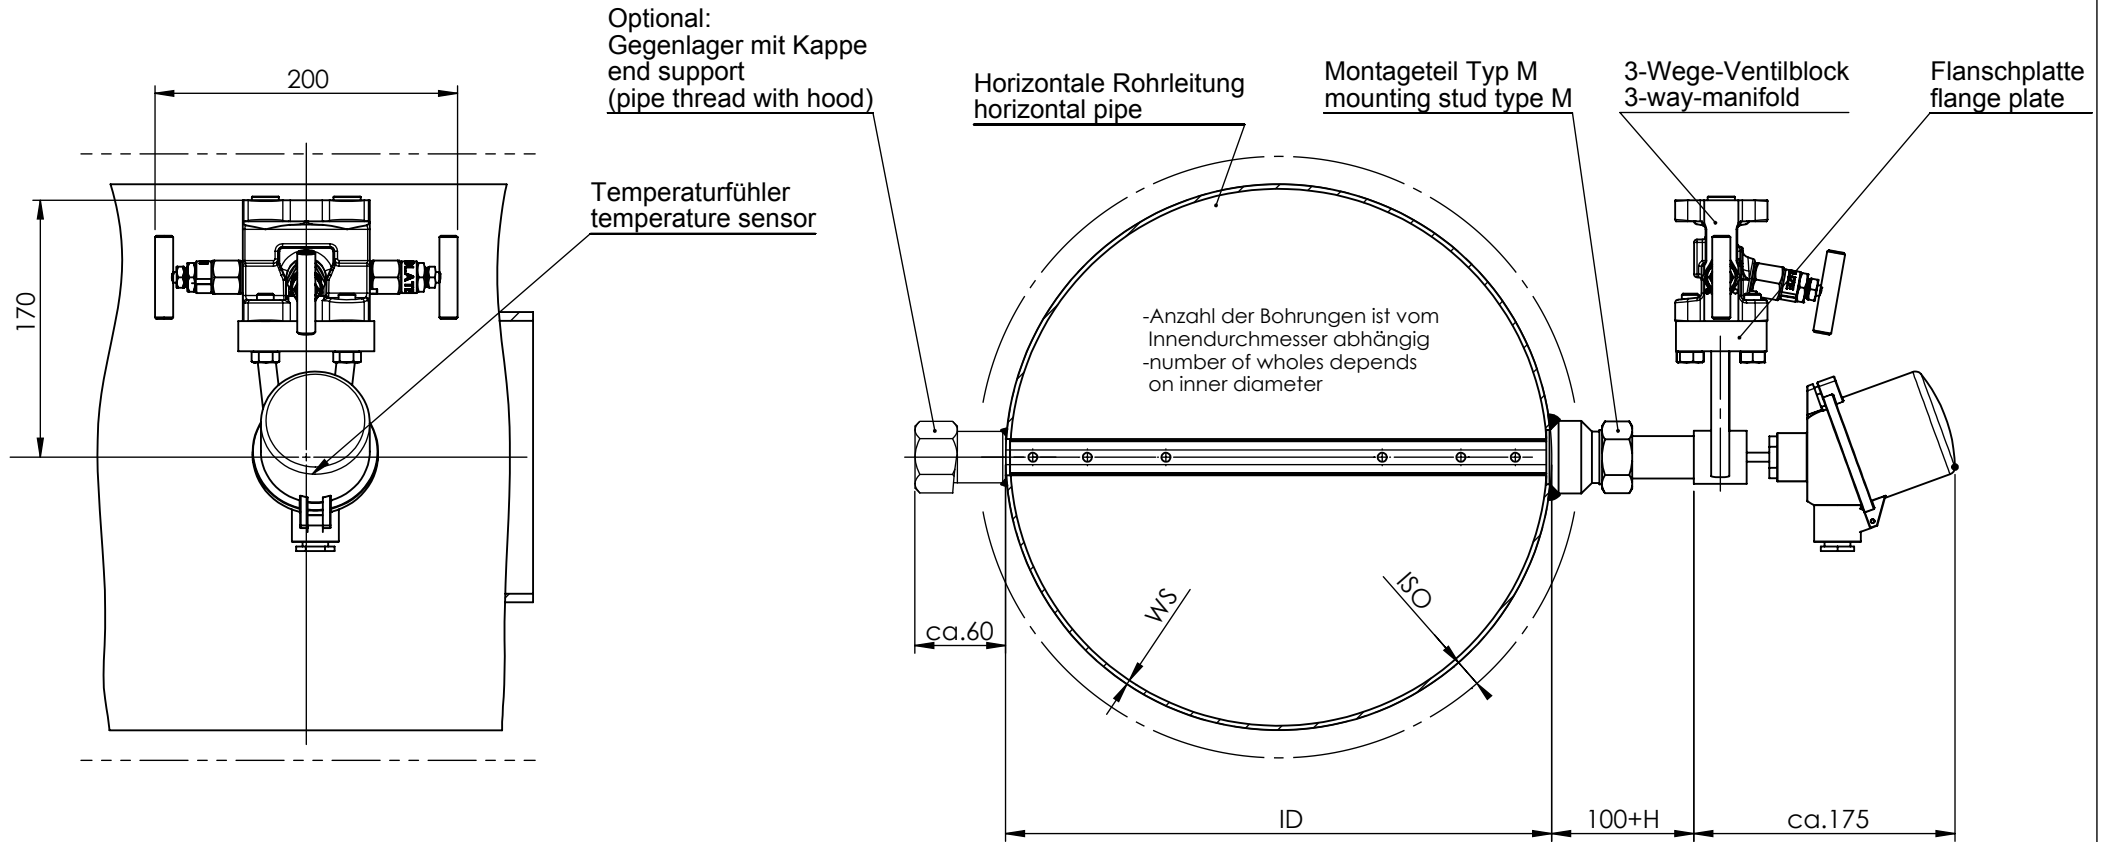 Optional:
Gegenlager mit Kappe
end support
(pipe thread with hood)
Horizontale Rohrleitung
horizontal pipe
Montageteil Typ M
mounting stud type M
3-Wege-Ventilblock
3-way-manifold
Flanschplatte
flange plate
200
Temperaturfühler
temperature sensor
170
-Anzahl der Bohrungen ist vom
Innendurchmesser abhängig
-number of wholes depends
on inner diameter
WS
ISO
ca.60
ID
100+H
ca.175